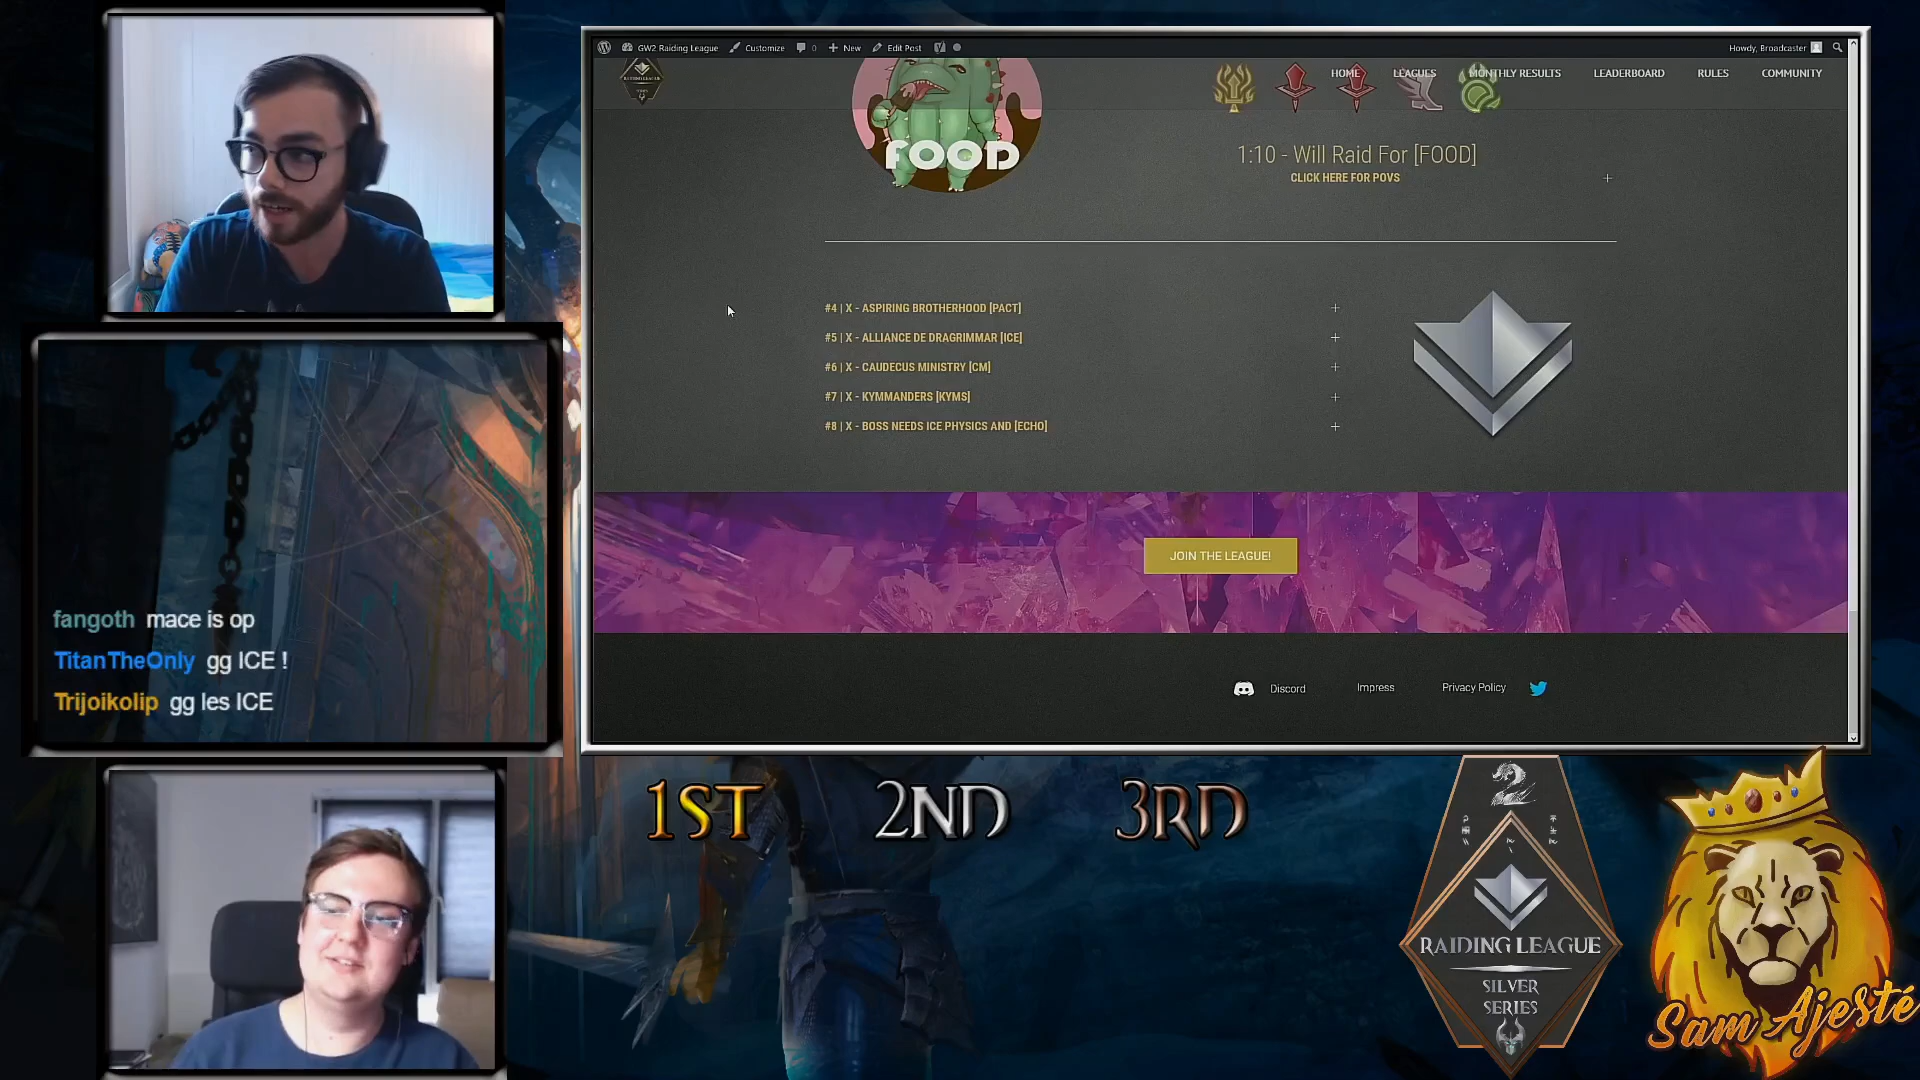 GW2 Raiding League
Customize
0
New
Edit Post
Howdy, Broadcaster
HOME
LEAGUES
MONTHLY RESULTS
LEADERBOARD
RULES
COMMUNITY
FOOD
1:10 - Will Raid For [FOOD]
CLICK HERE FOR POVS
#4 | X - ASPIRING BROTHERHOOD [PACT]
#5 | X - ALLIANCE DE DRAGRIMMAR [ICE]
#6 | X - CAUDECUS MINISTRY [CM]
#7 | X - KYMMANDERS [KYMS]
#8 | X - BOSS NEEDS ICE PHYSICS AND [ECHO]
JOIN THE LEAGUE!
Discord
Impress
Privacy Policy
fangoth mace is op
TitanTheOnly gg ICE !
Trijoikolip gg les ICE
1ST
2ND
3RD
RAIDING LEAGUE
SILVER
SERIES
Sam Ajesté